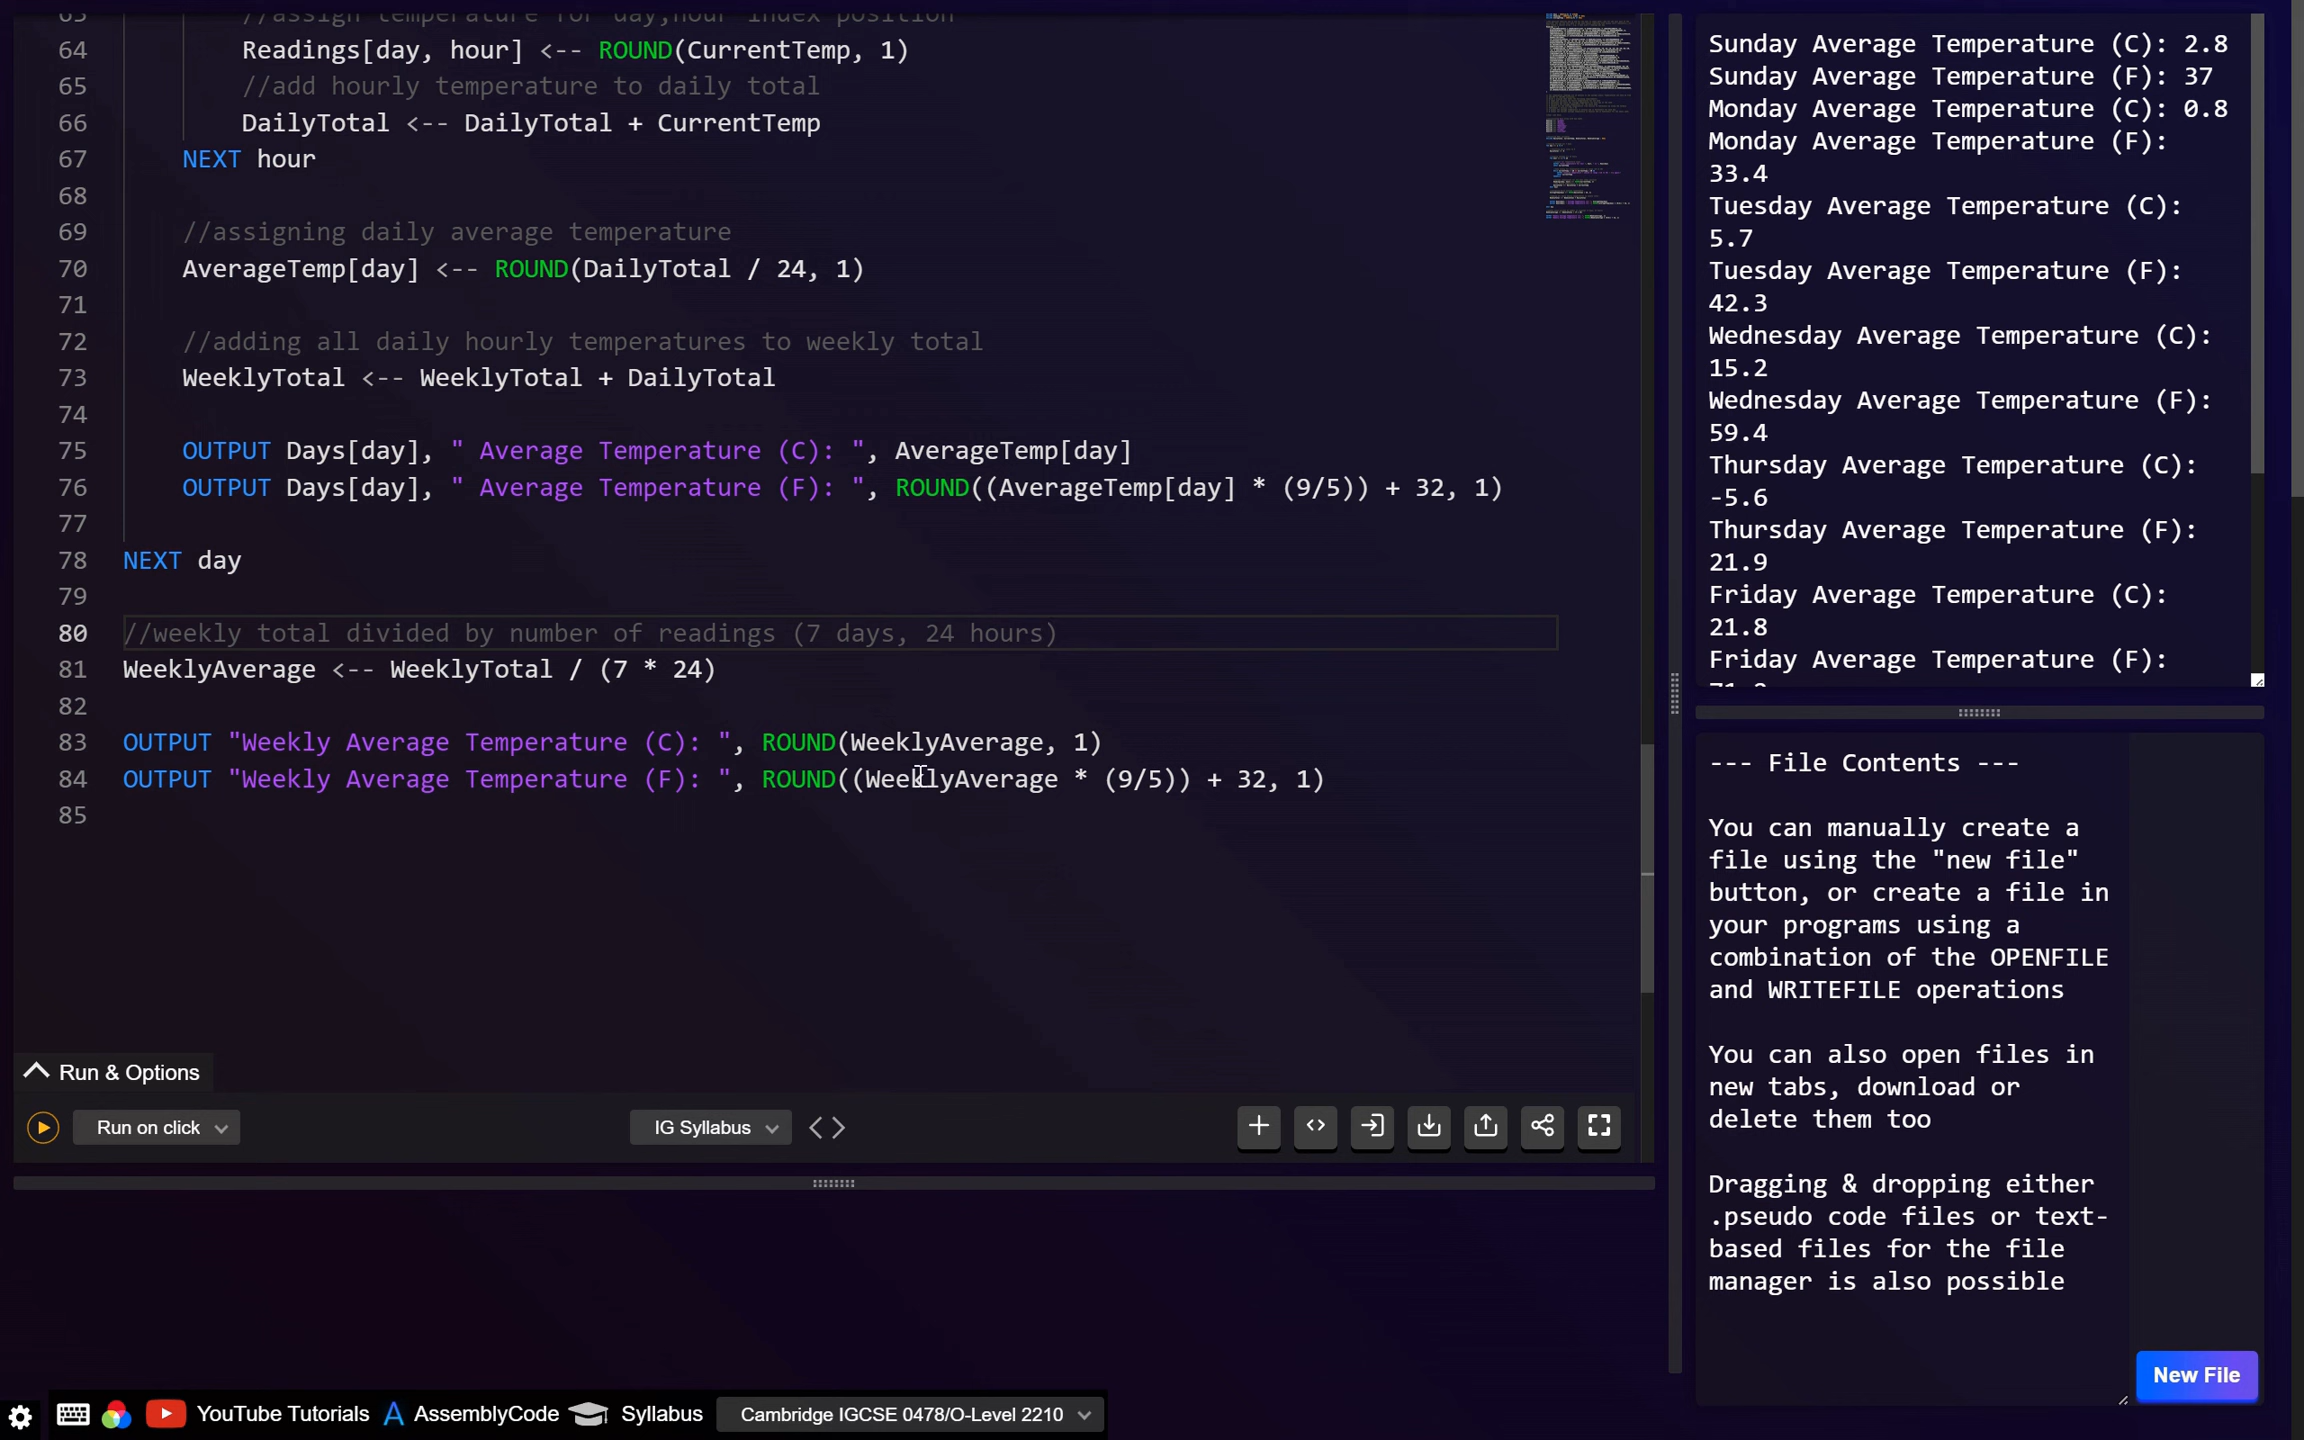 65 //assign temperature for day,hour index position
64 Readings[day, hour] <-- ROUND(CurrentTemp, 1)
65 //add hourly temperature to daily total
66 DailyTotal <-- DailyTotal + CurrentTemp
67 NEXT hour
68
69 //assigning daily average temperature
70 AverageTemp[day] <-- ROUND(DailyTotal / 24, 1)
71
72 //adding all daily hourly temperatures to weekly total
73 WeeklyTotal <-- WeeklyTotal + DailyTotal
74
75 OUTPUT Days[day], " Average Temperature (C): ", AverageTemp[day]
76 OUTPUT Days[day], " Average Temperature (F): ", ROUND((AverageTemp[day] * (9/5)) + 32, 1)
77
78 NEXT day
79
80 //weekly total divided by number of readings (7 days, 24 hours)
81 WeeklyAverage <-- WeeklyTotal / (7 * 24)
82
83 OUTPUT "Weekly Average Temperature (C): ", ROUND(WeeklyAverage, 1)
84 OUTPUT "Weekly Average Temperature (F): ", ROUND((WeeklyAverage * (9/5)) + 32, 1)
85
Run & Options
Run on click
IG Syllabus
Sunday Average Temperature (C): 2.8
Sunday Average Temperature (F): 37
Monday Average Temperature (C): 0.8
Monday Average Temperature (F):
33.4
Tuesday Average Temperature (C):
5.7
Tuesday Average Temperature (F):
42.3
Wednesday Average Temperature (C):
15.2
Wednesday Average Temperature (F):
59.4
Thursday Average Temperature (C):
-5.6
Thursday Average Temperature (F):
21.9
Friday Average Temperature (C):
21.8
Friday Average Temperature (F):
--- File Contents ---
You can manually create a
file using the "new file"
button, or create a file in
your programs using a
combination of the OPENFILE
and WRITEFILE operations
You can also open files in
new tabs, download or
delete them too
Dragging & dropping either
.pseudo code files or text-
based files for the file
manager is also possible
New File
YouTube Tutorials
AssemblyCode
Syllabus
Cambridge IGCSE 0478/O-Level 2210